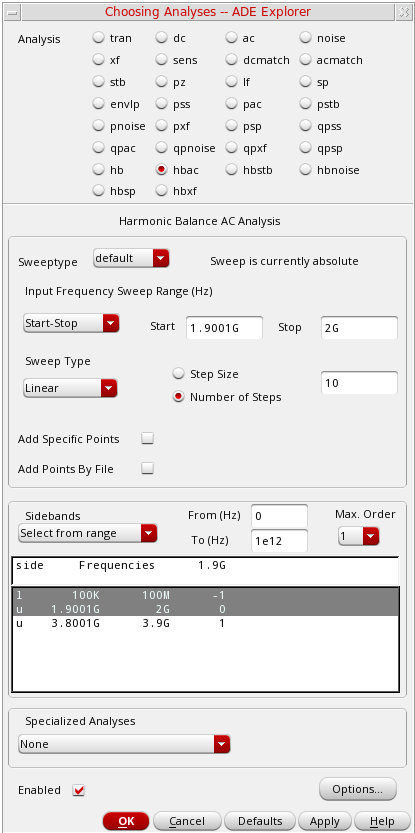 Choosing Analyses -- ADE Explorer
Analysis tran dc ac noise
xf sens dcmatch acmatch
stb pz lf sp
envlp pss pac pstb
pnoise pxf psp qpss
qpac qpnoise qpxf qpsp
hb hbac hbstb hbnoise
hbsp hbxf
Harmonic Balance AC Analysis
Sweeptype default Sweep is currently absolute
Input Frequency Sweep Range (Hz)
Start-Stop Start 1.9001G Stop 2G
Sweep Type
Linear
Step Size
Number of Steps
10
Add Specific Points
Add Points By File
Sidebands
Select from range
From (Hz) 0
To (Hz) 1e12
Max. Order
1
side Frequencies 1.9G
l 100K 100M -1
u 1.9001G 2G 0
u 3.8001G 3.9G 1
Specialized Analyses
None
Enabled Options...
OK Cancel Defaults Apply Help